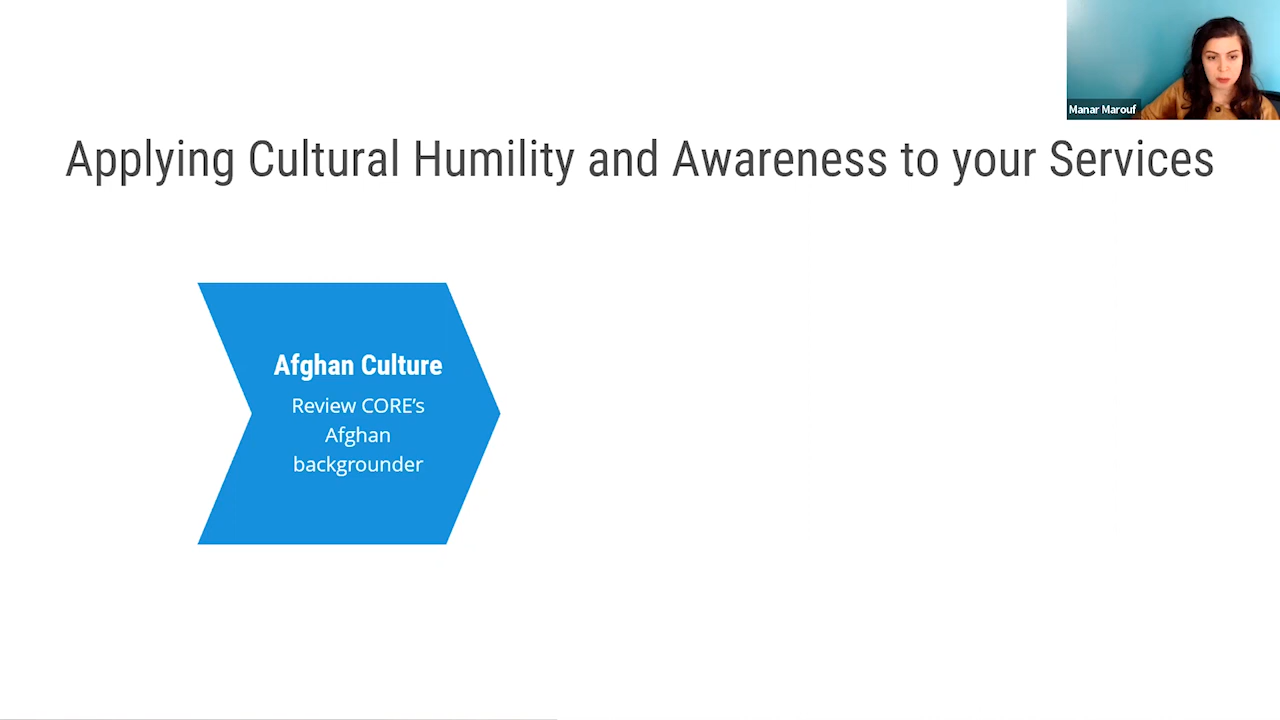 Manar Marouf
Applying Cultural Humility and Awareness to your Services
Afghan Culture
Review CORE's
Afghan
backgrounder